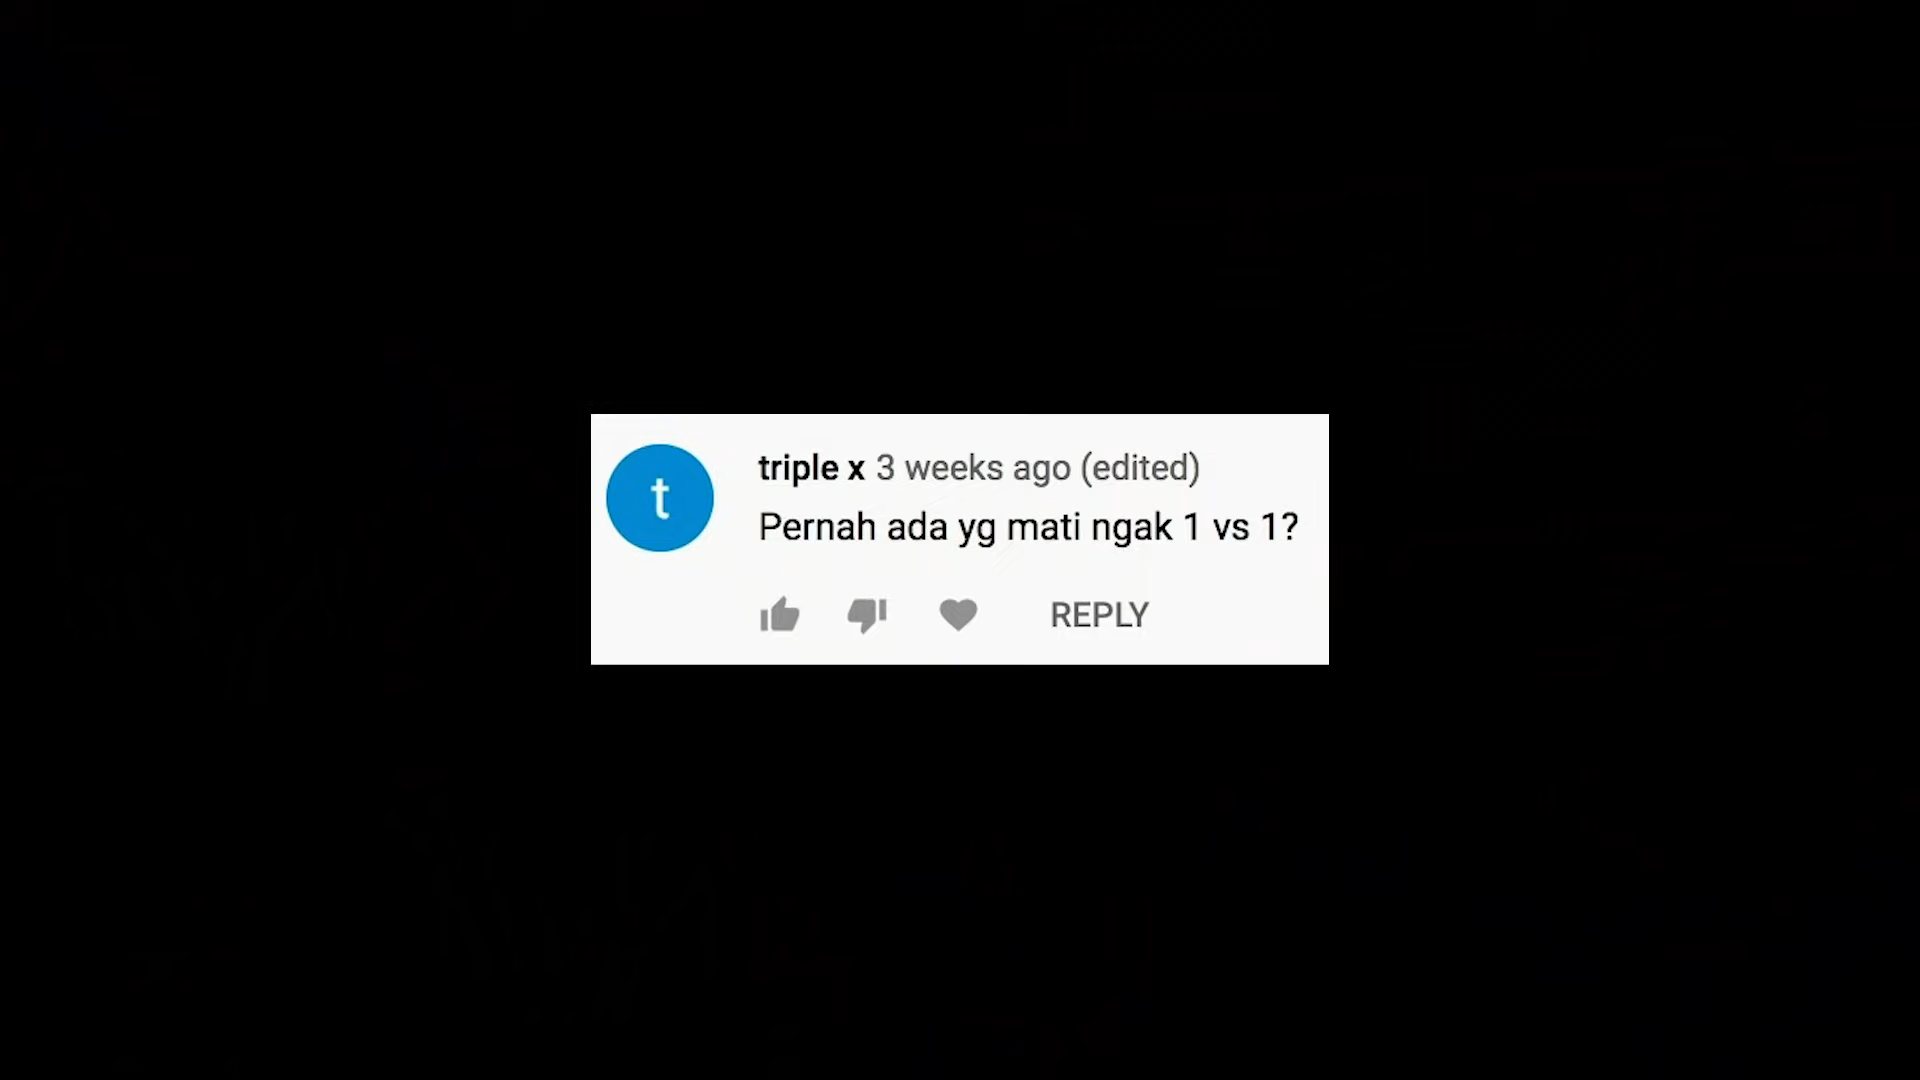 t
triple x 3 weeks ago (edited)
Pernah ada yg mati ngak 1 vs 1?
REPLY